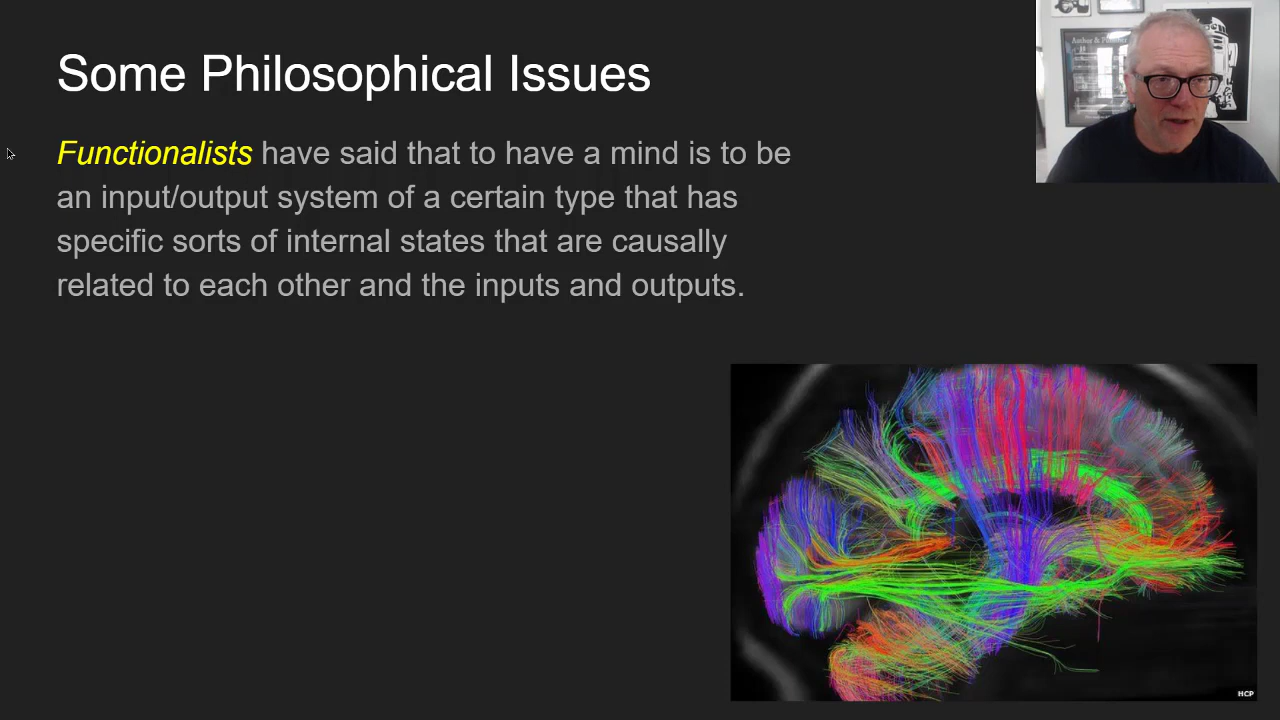 Some Philosophical Issues
Functionalists have said that to have a mind is to be
an input/output system of a certain type that has
specific sorts of internal states that are causally
related to each other and the inputs and outputs.
HCP